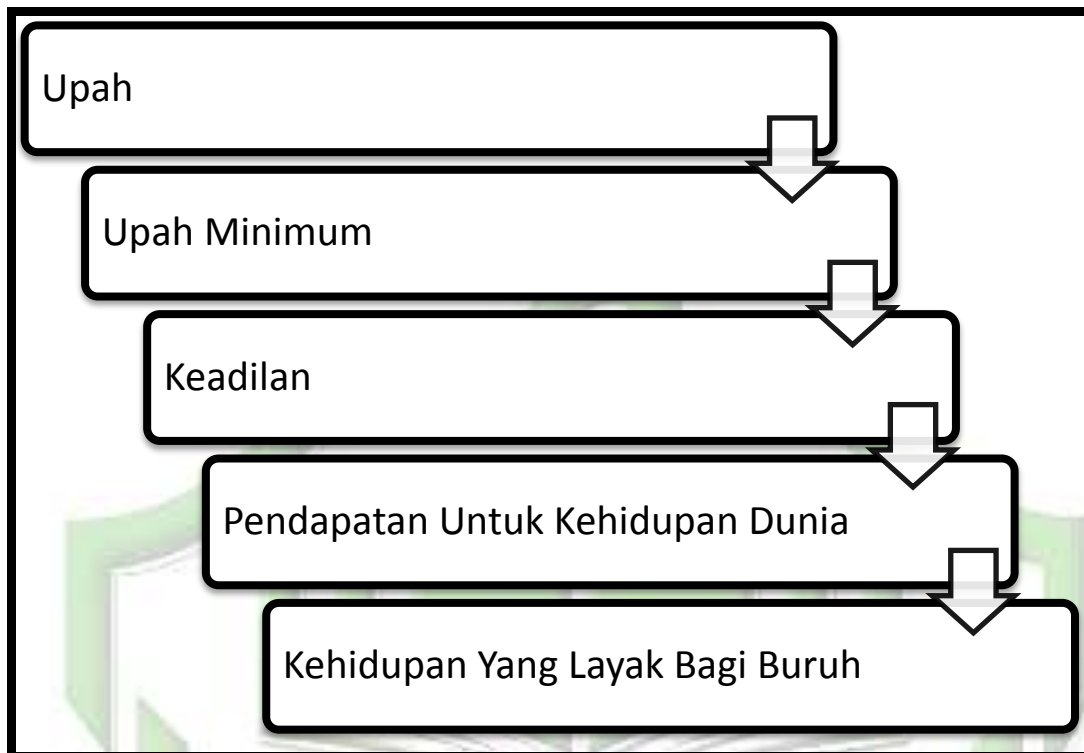 Upah
Upah Minimum
Keadilan
Pendapatan Untuk Kehidupan Dunia
Kehidupan Yang Layak Bagi Buruh